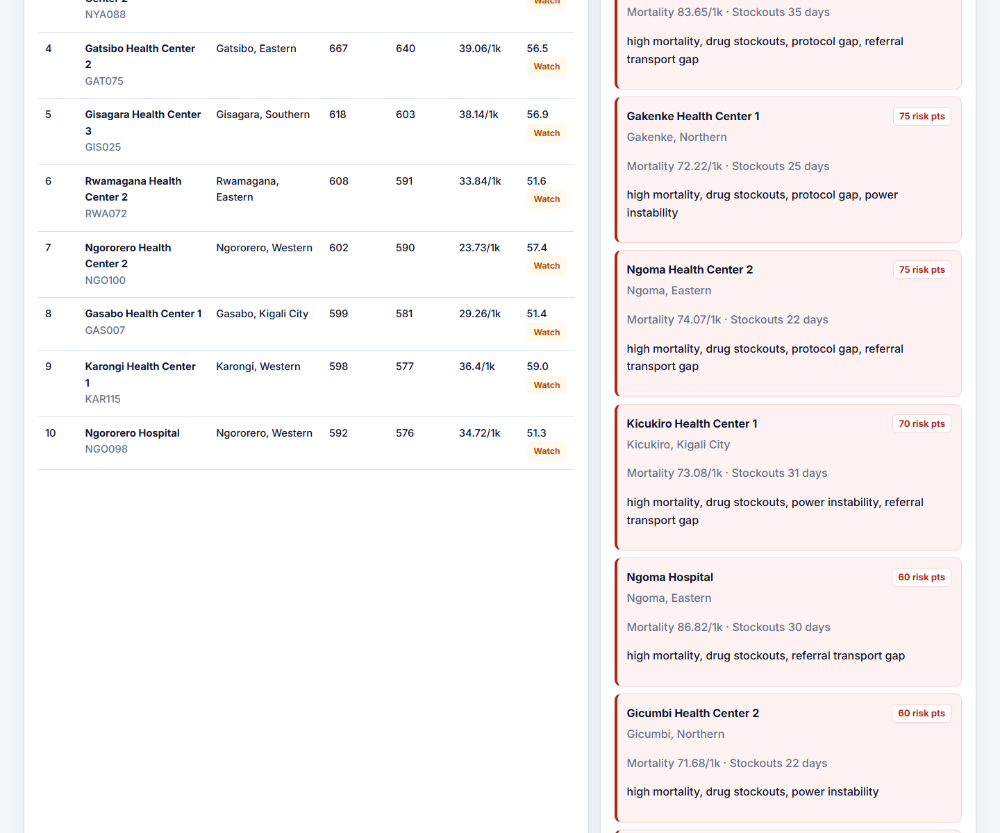 Center 2
NYA088
Watch
4
Gatsibo Health Center
2
GAT075
Gatsibo, Eastern
667
640
39.06/1k
56.5
Watch
5
Gisagara Health Center
3
GIS025
Gisagara, Southern
618
603
38.14/1k
56.9
Watch
6
Rwamagana Health
Center 2
RWA072
Rwamagana,
Eastern
608
591
33.84/1k
51.6
Watch
7
Ngororero Health
Center 2
NGO100
Ngororero, Western
602
590
23.73/1k
57.4
Watch
8
Gasabo Health Center 1
GAS007
Gasabo, Kigali City
599
581
29.26/1k
51.4
Watch
9
Karongi Health Center
1
KAR115
Karongi, Western
598
577
36.4/1k
59.0
Watch
10
Ngororero Hospital
NGO098
Ngororero, Western
592
576
34.72/1k
51.3
Watch
Mortality 83.65/1k · Stockouts 35 days
high mortality, drug stockouts, protocol gap, referral
transport gap
Gakenke Health Center 1
75 risk pts
Gakenke, Northern
Mortality 72.22/1k · Stockouts 25 days
high mortality, drug stockouts, protocol gap, power
instability
Ngoma Health Center 2
75 risk pts
Ngoma, Eastern
Mortality 74.07/1k · Stockouts 22 days
high mortality, drug stockouts, protocol gap, referral
transport gap
Kicukiro Health Center 1
70 risk pts
Kicukiro, Kigali City
Mortality 73.08/1k · Stockouts 31 days
high mortality, drug stockouts, power instability, referral
transport gap
Ngoma Hospital
60 risk pts
Ngoma, Eastern
Mortality 86.82/1k · Stockouts 30 days
high mortality, drug stockouts, referral transport gap
Gicumbi Health Center 2
60 risk pts
Gicumbi, Northern
Mortality 71.68/1k · Stockouts 22 days
high mortality, drug stockouts, power instability